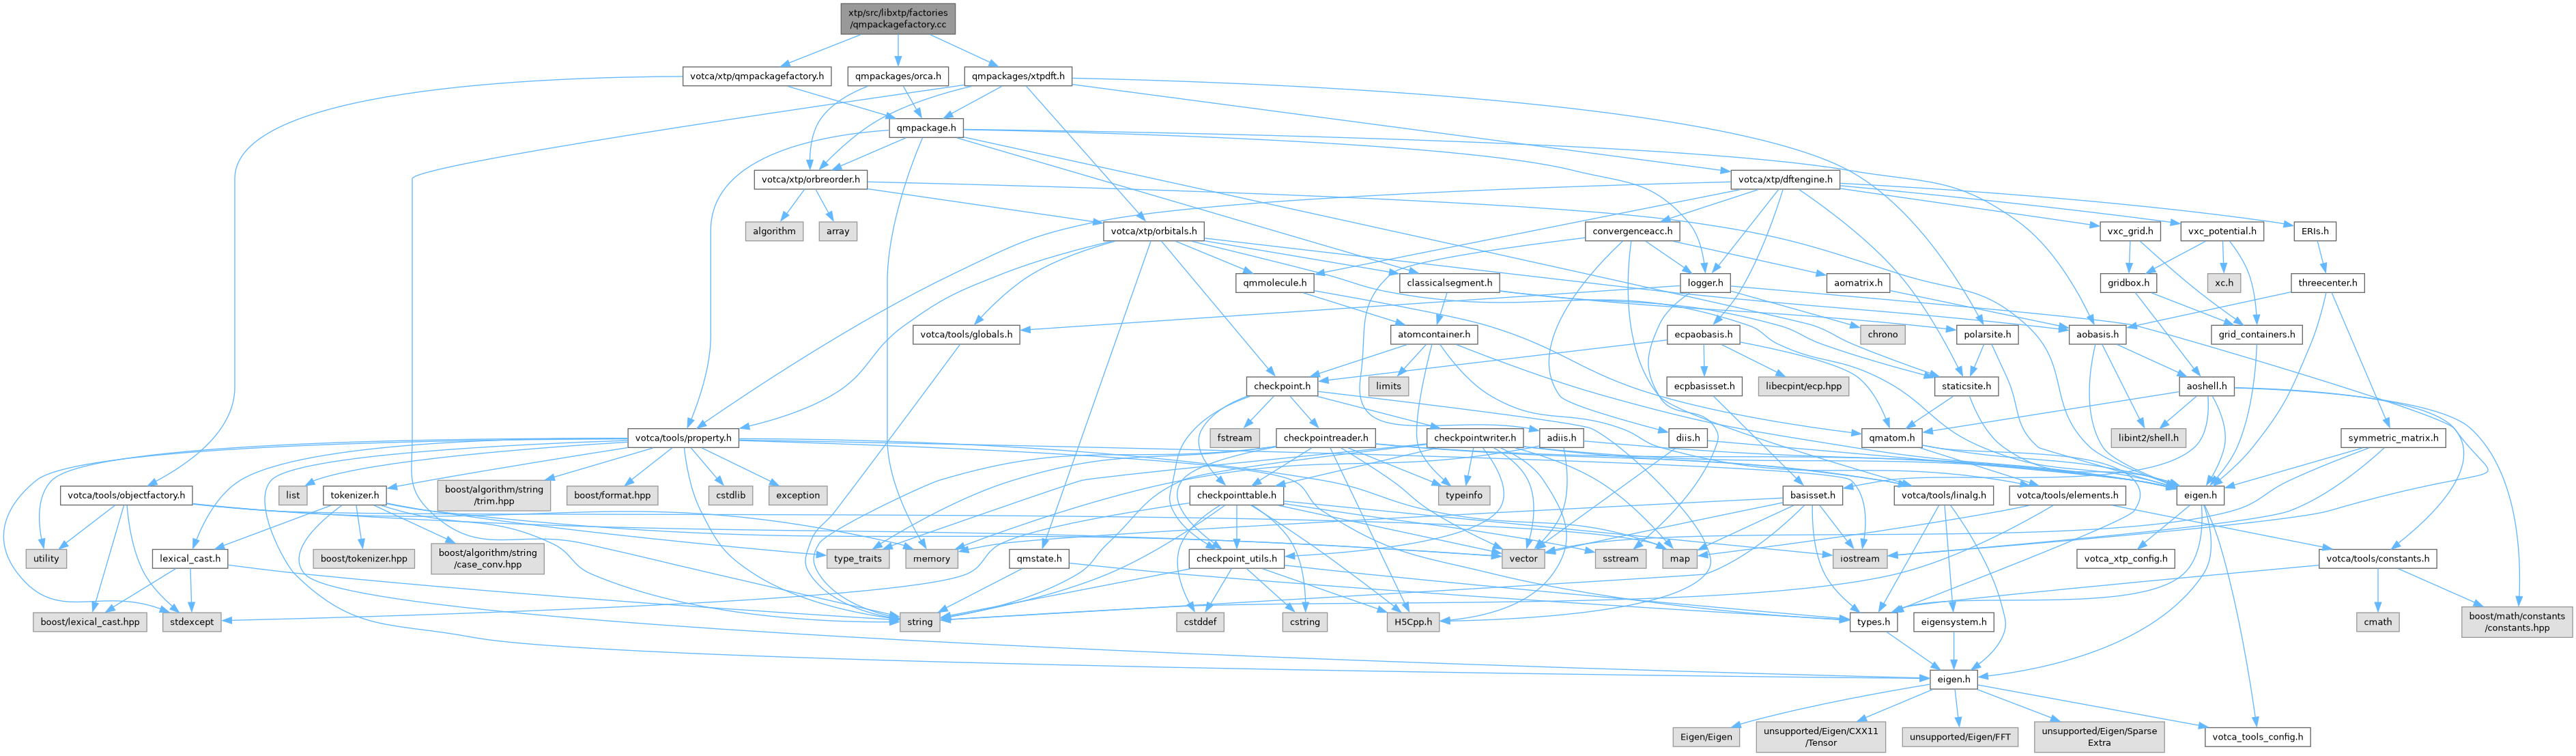 xtp/src/libxtp/factories
/qmpackagefactory.cc
votca/xtp/qmpackagefactory.h
qmpackages/orca.h
qmpackages/xtpdft.h
qmpackage.h
votca/xtp/orbreorder.h
votca/xtp/dftengine.h
algorithm
array
votca/xtp/orbitals.h
convergenceacc.h
vxc_grid.h
vxc_potential.h
ERIs.h
qmmolecule.h
classicalsegment.h
logger.h
aomatrix.h
gridbox.h
xc.h
threecenter.h
votca/tools/globals.h
atomcontainer.h
ecpaobasis.h
chrono
polarsite.h
aobasis.h
grid_containers.h
checkpoint.h
limits
ecpbasisset.h
libecpint/ecp.hpp
staticsite.h
aoshell.h
votca/tools/property.h
fstream
checkpointreader.h
checkpointwriter.h
adiis.h
diis.h
qmatom.h
libint2/shell.h
symmetric_matrix.h
votca/tools/objectfactory.h
list
tokenizer.h
boost/algorithm/string
/trim.hpp
boost/format.hpp
cstdlib
exception
typeinfo
checkpointtable.h
basisset.h
votca/tools/linalg.h
votca/tools/elements.h
eigen.h
utility
lexical_cast.h
boost/tokenizer.hpp
boost/algorithm/string
/case_conv.hpp
type_traits
memory
qmstate.h
checkpoint_utils.h
vector
sstream
map
iostream
votca_xtp_config.h
votca/tools/constants.h
boost/lexical_cast.hpp
stdexcept
string
cstddef
cstring
H5Cpp.h
types.h
eigensystem.h
cmath
boost/math/constants
/constants.hpp
eigen.h
Eigen/Eigen
unsupported/Eigen/CXX11
/Tensor
unsupported/Eigen/FFT
unsupported/Eigen/Sparse
Extra
votca_tools_config.h